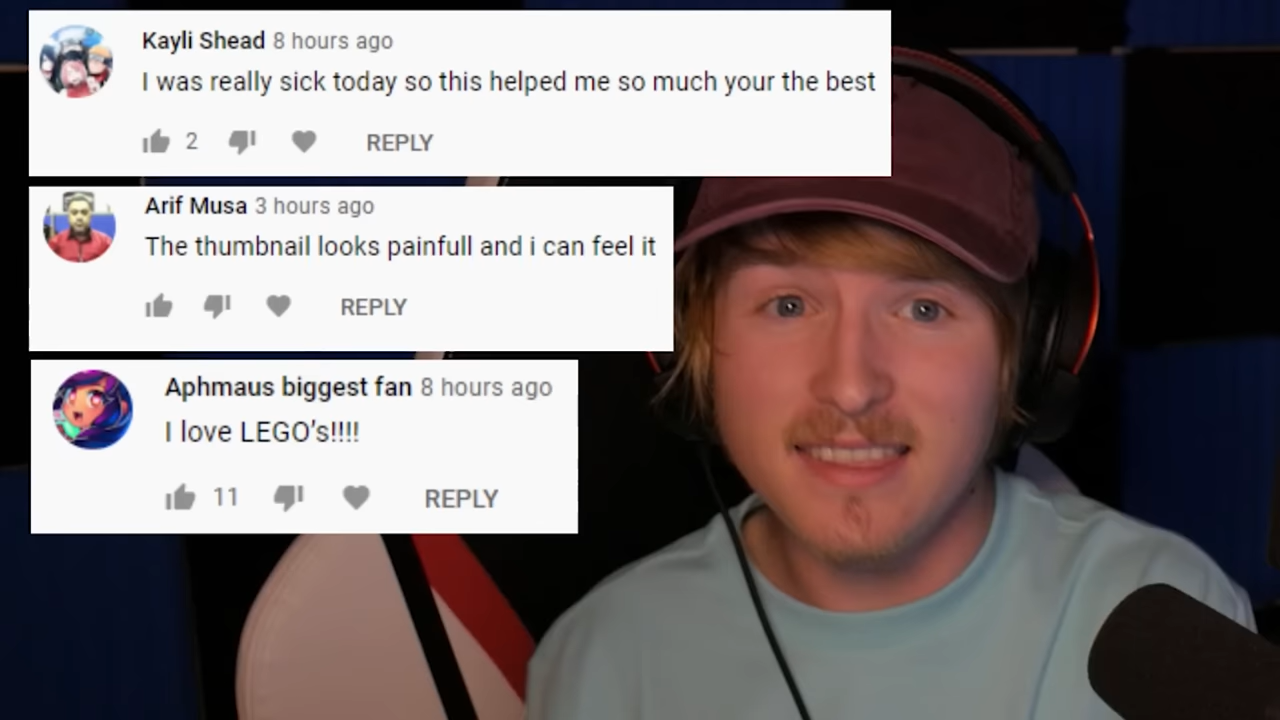 Kayli Shead 8 hours ago
I was really sick today so this helped me so much your the best
2 REPLY
Arif Musa 3 hours ago
The thumbnail looks painfull and i can feel it
REPLY
Aphmaus biggest fan 8 hours ago
I love LEGO’s!!!!
11 REPLY